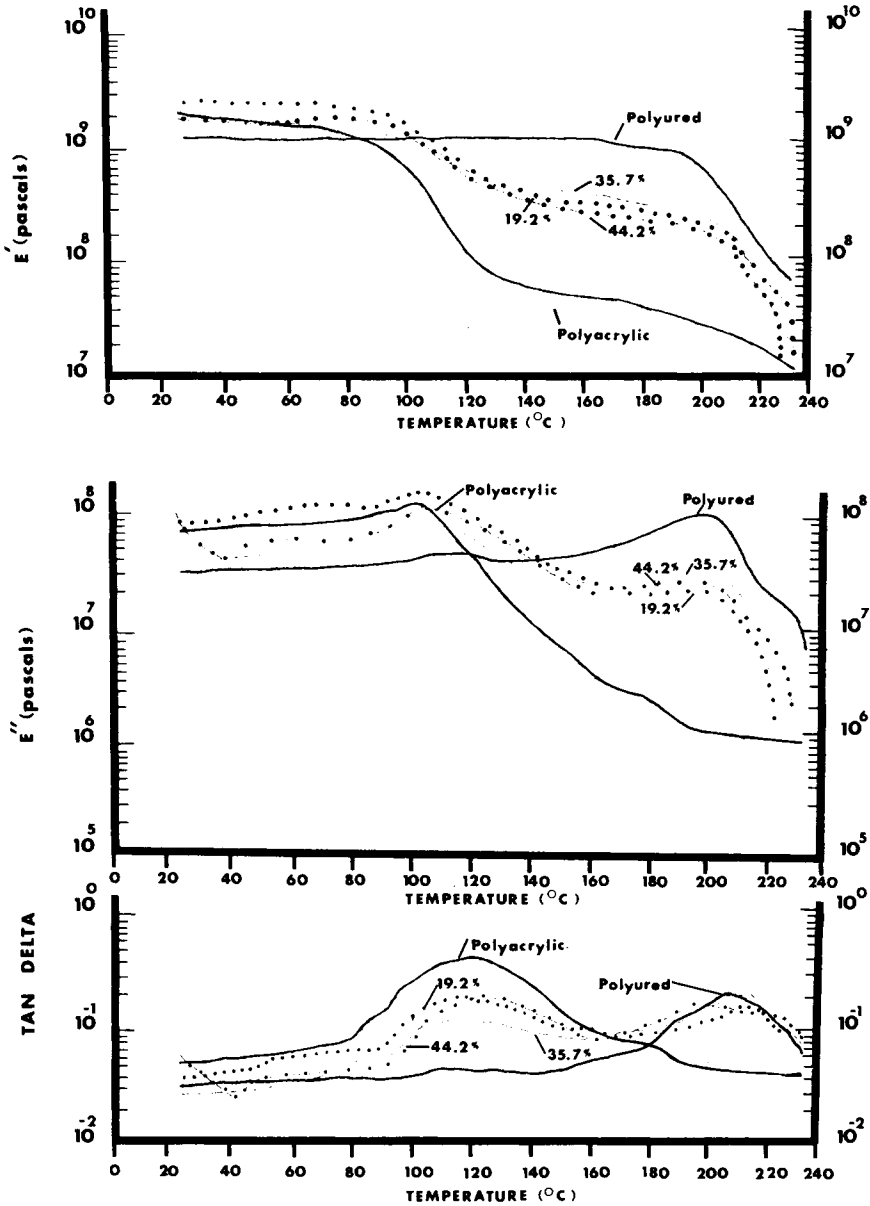 10^10 10^10
Polyured
10^9 10^9
E′ (pascals)
35.7%
19.2%
44.2%
10^8 10^8
Polyacrylic
10^7 10^7
0 20 40 60 80 100 120 140 160 180 200 220 240
TEMPERATURE (°C)
10^8 Polyacrylic Polyured 10^8
44.2% 35.7%
19.2%
10^7 10^7
E″ (pascals)
10^6 10^6
10^5 10^5
0 20 40 60 80 100 120 140 160 180 200 220 240
TEMPERATURE (°C)
10^0 10^0
TAN DELTA
Polyacrylic
19.2% Polyured
10^-1 10^-1
44.2% 35.7%
10^-2 10^-2
0 20 40 60 80 100 120 140 160 180 200 220 240
TEMPERATURE (°C)